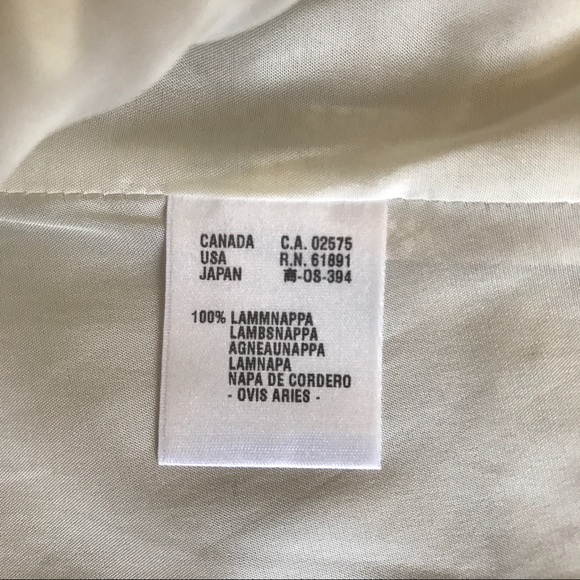 CANADA C.A. 02575
USA R.N. 61891
JAPAN 商-OS-394
100% LAMMNAPPA
LAMBSNAPPA
AGNEAUNAPPA
LAMNAPA
NAPA DE CORDERO
- OVIS ARIES -